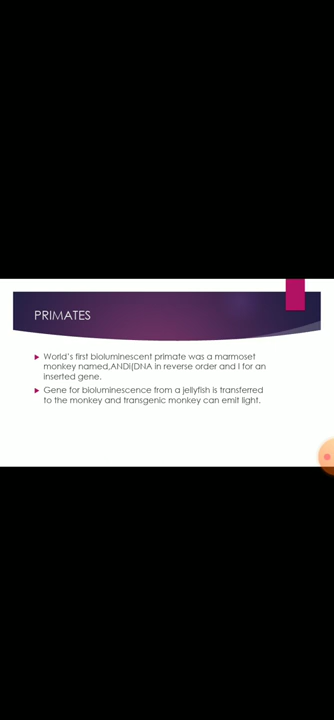 PRIMATES
World's first bioluminescent primate was a marmoset
monkey named,ANDi(DNA in reverse order and I for an
inserted gene.
Gene for bioluminescence from a jellyfish is transferred
to the monkey and transgenic monkey can emit light.